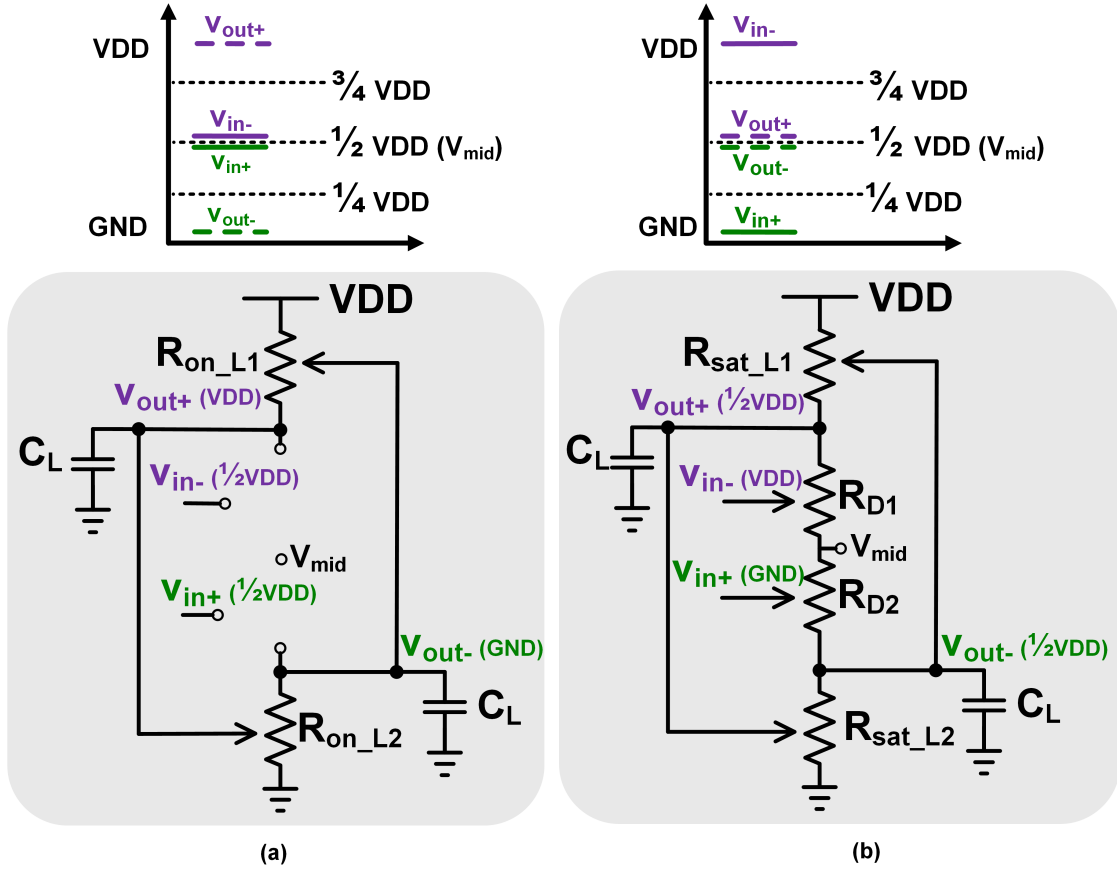 VDD
Vout+
¾ VDD
Vin-
½ VDD (Vmid)
Vin+
¼ VDD
Vout-
GND
VDD
Ron_L1
Vout+ (VDD)
CL
Vin- (½VDD)
Vmid
Vin+ (½VDD)
Vout- (GND)
CL
Ron_L2
(a)
Vin-
VDD
¾ VDD
Vout+
½ VDD (Vmid)
Vout-
¼ VDD
Vin+
GND
VDD
Rsat_L1
Vout+ (½VDD)
CL
Vin- (VDD)
RD1
Vmid
Vin+ (GND)
RD2
Vout- (½VDD)
CL
Rsat_L2
(b)